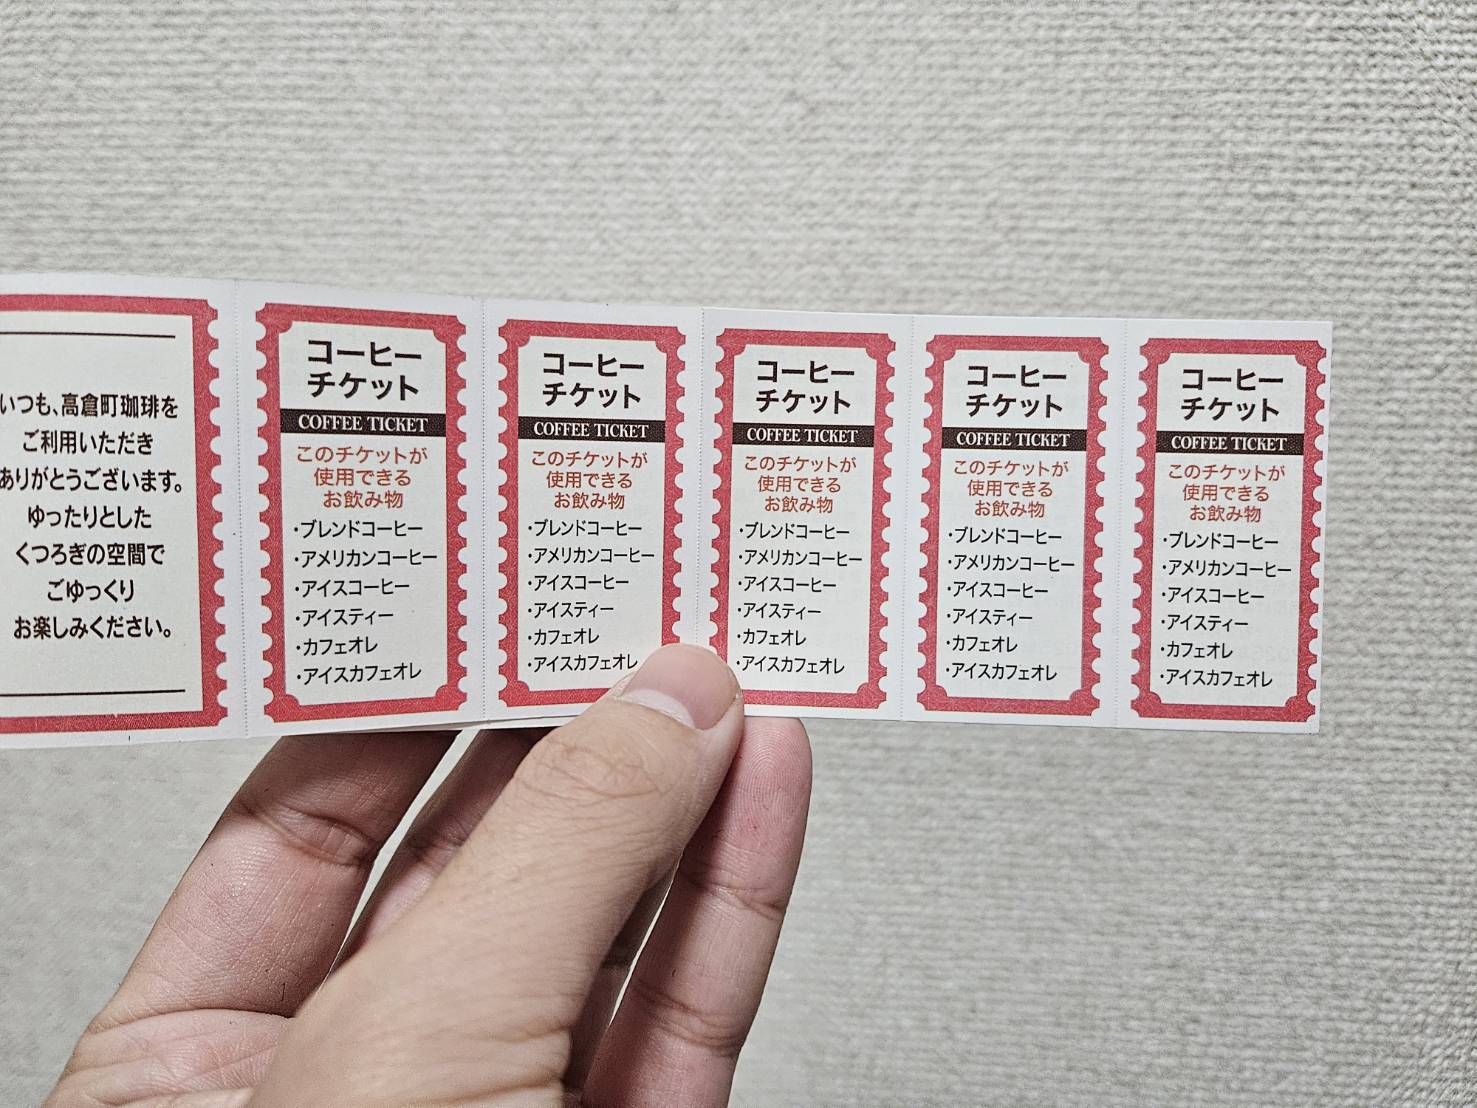 いつも、高倉町珈琲を
ご利用いただき
ありがとうございます。
ゆったりとした
くつろぎの空間で
ごゆっくり
お楽しみください。
コーヒー
チケット
COFFEE TICKET
このチケットが
使用できる
お飲み物
・ブレンドコーヒー
・アメリカンコーヒー
・アイスコーヒー
・アイスティー
・カフェオレ
・アイスカフェオレ
コーヒー
チケット
COFFEE TICKET
このチケットが
使用できる
お飲み物
・ブレンドコーヒー
・アメリカンコーヒー
・アイスコーヒー
・アイスティー
・カフェオレ
・アイスカフェオレ
コーヒー
チケット
COFFEE TICKET
このチケットが
使用できる
お飲み物
・ブレンドコーヒー
・アメリカンコーヒー
・アイスコーヒー
・アイスティー
・カフェオレ
・アイスカフェオレ
コーヒー
チケット
COFFEE TICKET
このチケットが
使用できる
お飲み物
・ブレンドコーヒー
・アメリカンコーヒー
・アイスコーヒー
・アイスティー
・カフェオレ
・アイスカフェオレ
コーヒー
チケット
COFFEE TICKET
このチケットが
使用できる
お飲み物
・ブレンドコーヒー
・アメリカンコーヒー
・アイスコーヒー
・アイスティー
・カフェオレ
・アイスカフェオレ